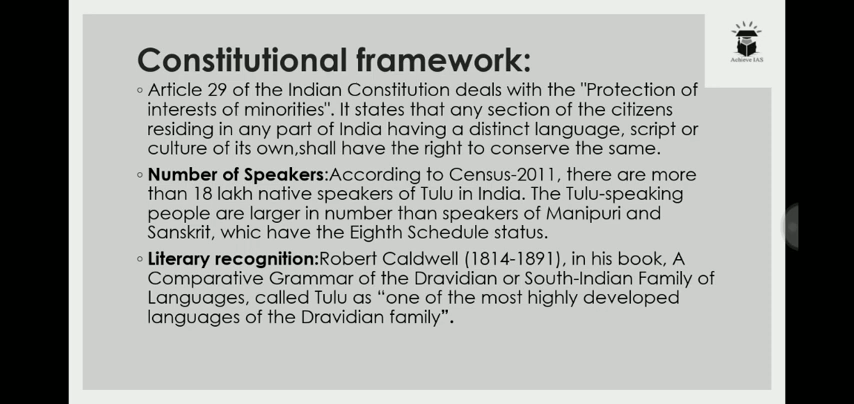 Constitutional framework:
Achieve IAS
◦ Article 29 of the Indian Constitution deals with the "Protection of
interests of minorities". It states that any section of the citizens
residing in any part of India having a distinct language, script or
culture of its own,shall have the right to conserve the same.
◦ Number of Speakers:According to Census-2011, there are more
than 18 lakh native speakers of Tulu in India. The Tulu-speaking
people are larger in number than speakers of Manipuri and
Sanskrit, whic have the Eighth Schedule status.
◦ Literary recognition:Robert Caldwell (1814-1891), in his book, A
Comparative Grammar of the Dravidian or South-Indian Family of
Languages, called Tulu as “one of the most highly developed
languages of the Dravidian family”.